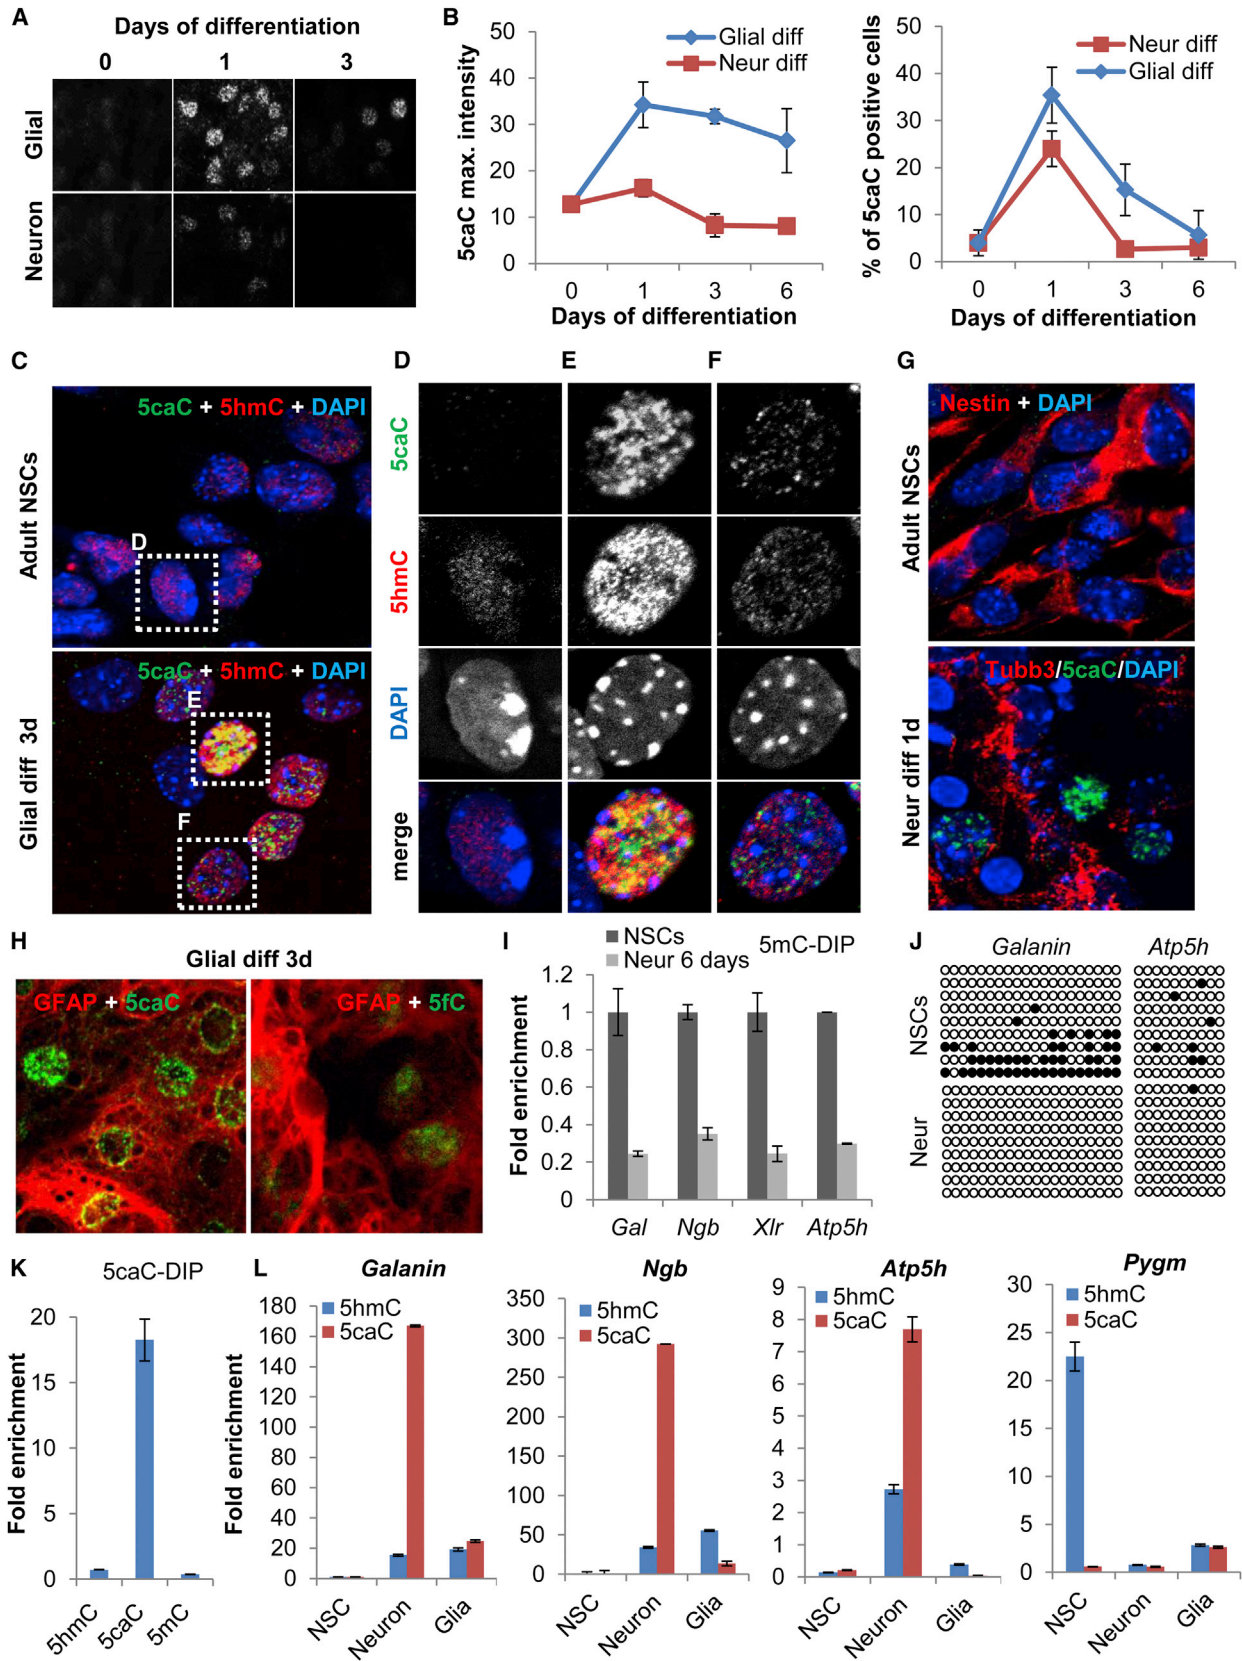 A
Days of differentiation
0 1 3
Glial
Neuron
B
50
40
30
20
10
0
5caC max. intensity
Glial diff
Neur diff
0 1 3 6
Days of differentiation
50
40
30
20
10
0
% of 5caC positive cells
Neur diff
Glial diff
0 1 3 6
Days of differentiation
C
Adult NSCs
5caC + 5hmC + DAPI
D
Glial diff 3d
5caC + 5hmC + DAPI
E
F
D E F
5caC
5hmC
DAPI
merge
G
Adult NSCs
Nestin + DAPI
Neur diff 1d
Tubb3/5caC/DAPI
H
Glial diff 3d
GFAP + 5caC
GFAP + 5fC
I
NSCs
Neur 6 days
5mC-DIP
1.2
1
0.8
0.6
0.4
0.2
0
Fold enrichment
Gal Ngb Xlr Atp5h
J
Galanin Atp5h
NSCs
Neur
K
5caC-DIP
20
15
10
5
0
Fold enrichment
5hmC 5caC 5mC
L
Galanin
5hmC
5caC
180
160
140
120
100
80
60
40
20
0
Fold enrichment
NSC Neuron Glia
Ngb
5hmC
5caC
350
300
250
200
150
100
50
0
NSC Neuron Glia
Atp5h
5hmC
5caC
9
8
7
6
5
4
3
2
1
0
NSC Neuron Glia
Pygm
5hmC
5caC
30
25
20
15
10
5
0
NSC Neuron Glia